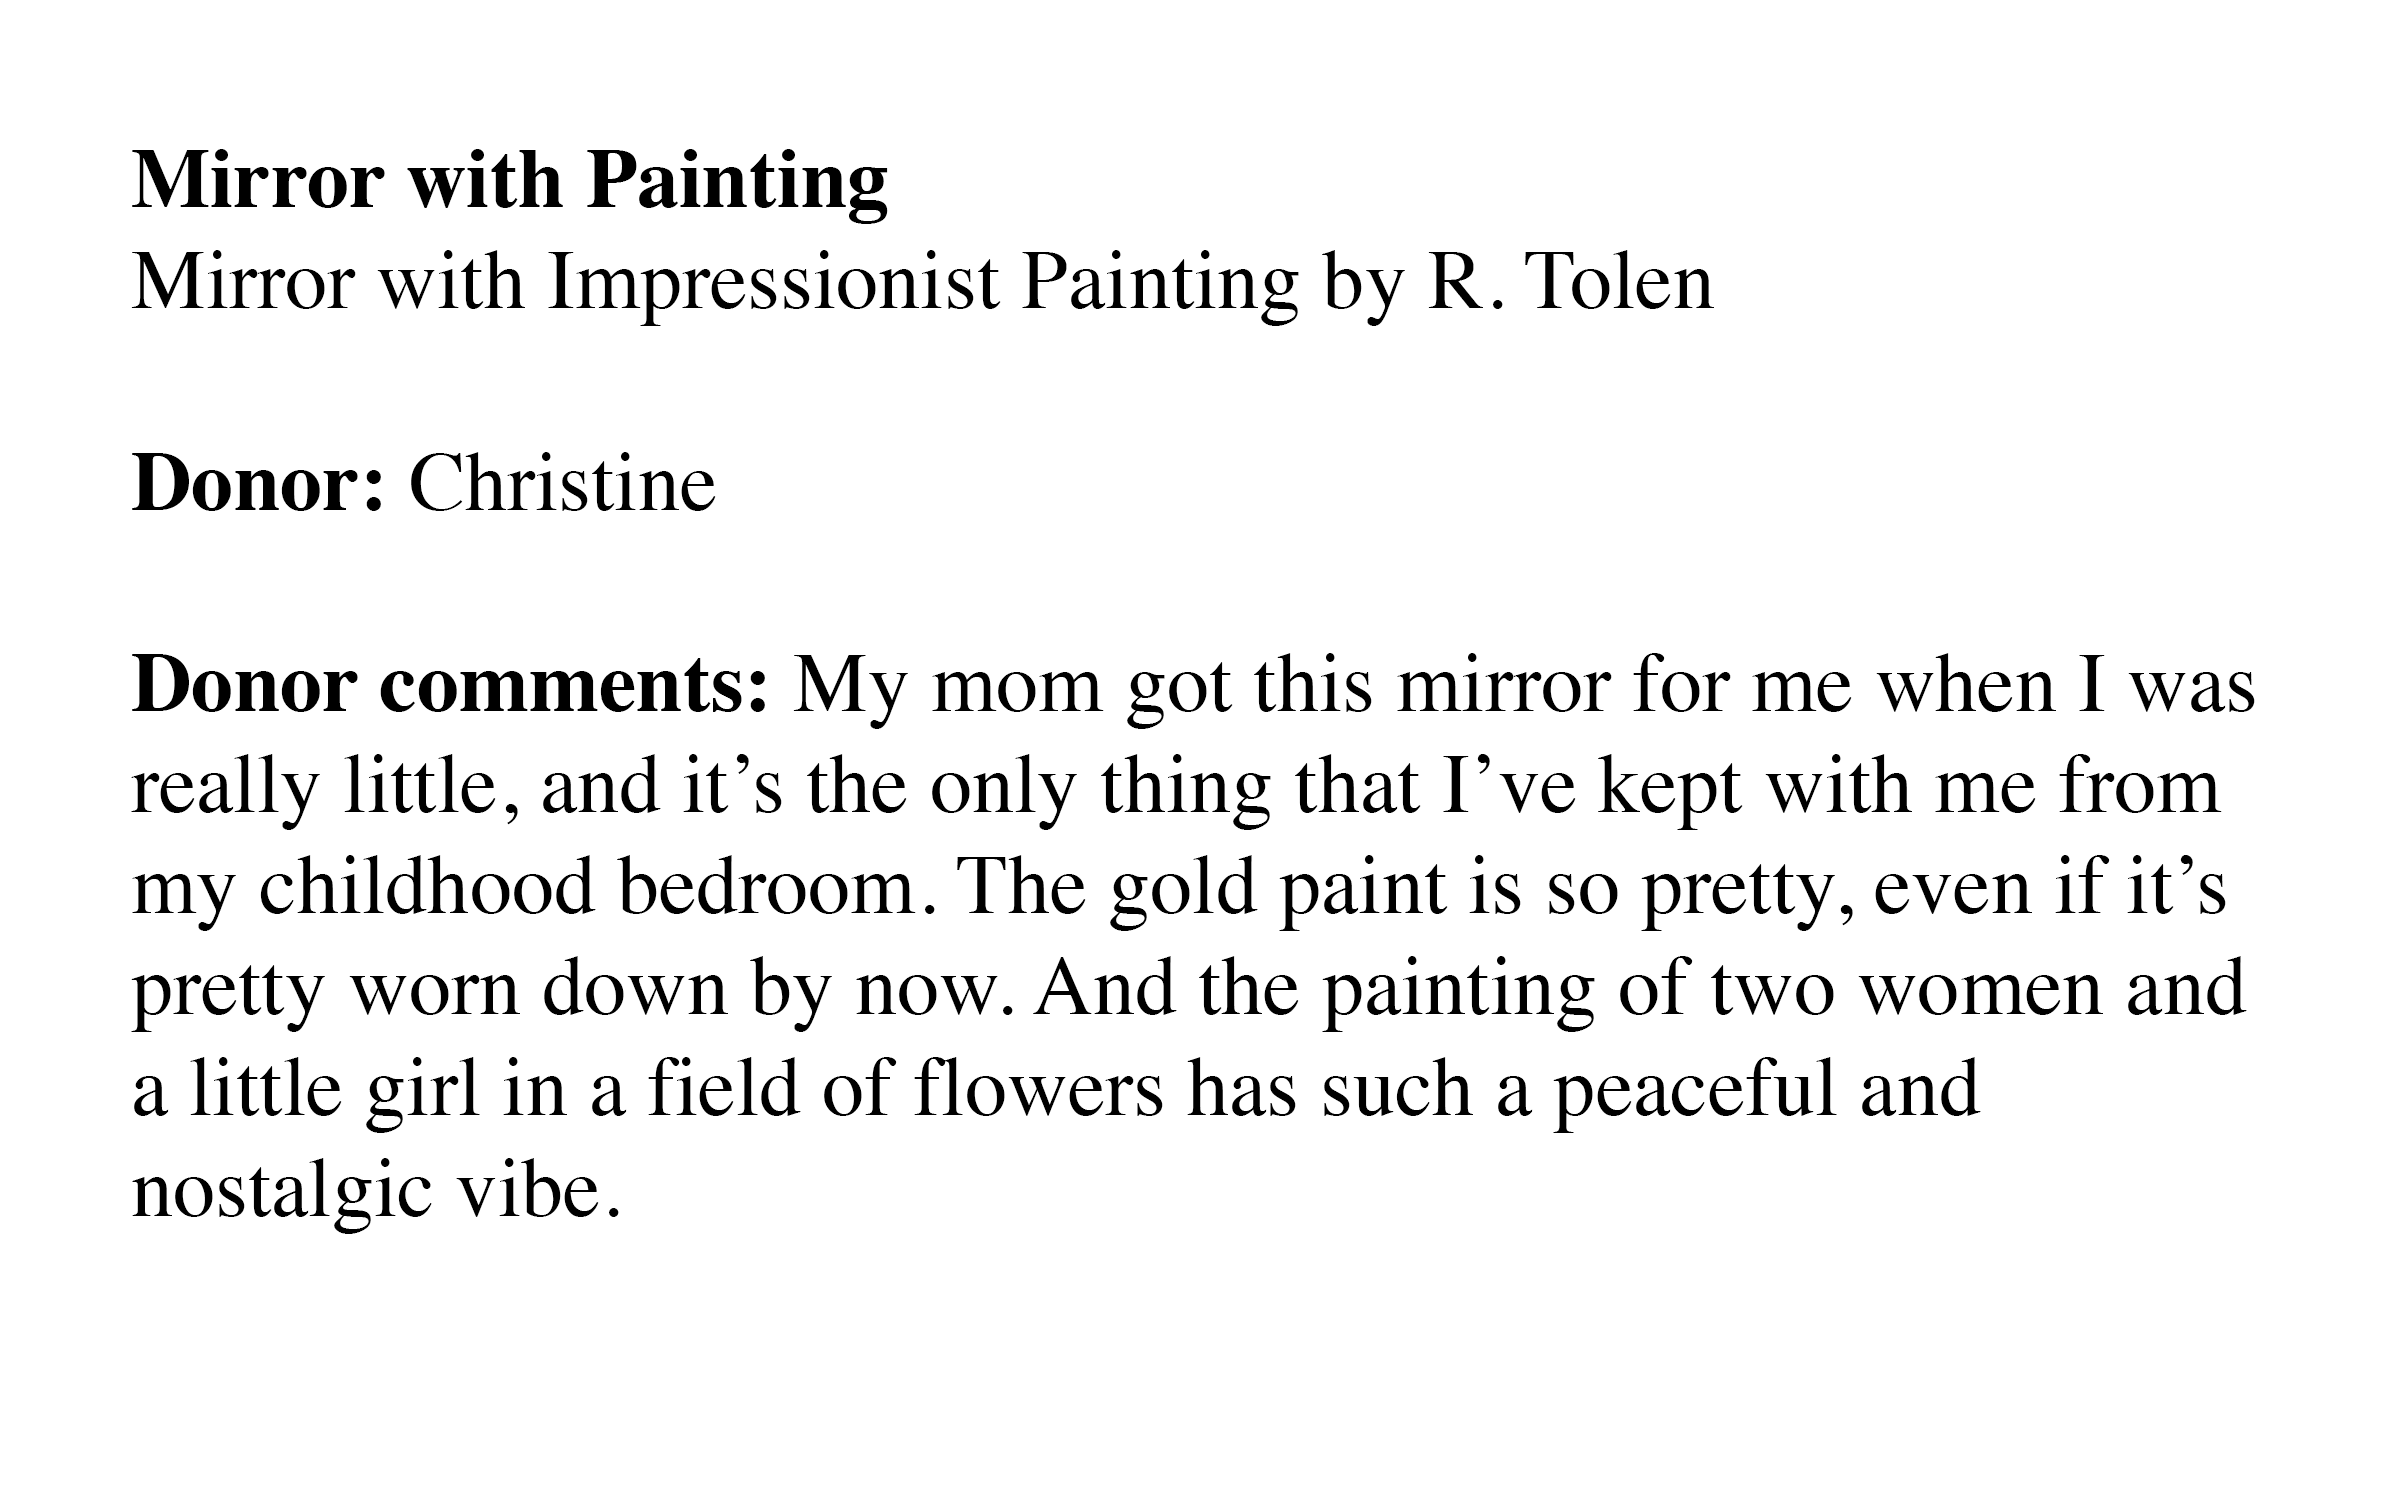 Mirror with Painting
Mirror with Impressionist Painting by R. Tolen
Donor: Christine
Donor comments: My mom got this mirror for me when I was
really little, and it’s the only thing that I’ve kept with me from
my childhood bedroom. The gold paint is so pretty, even if it’s
pretty worn down by now. And the painting of two women and
a little girl in a field of flowers has such a peaceful and
nostalgic vibe.